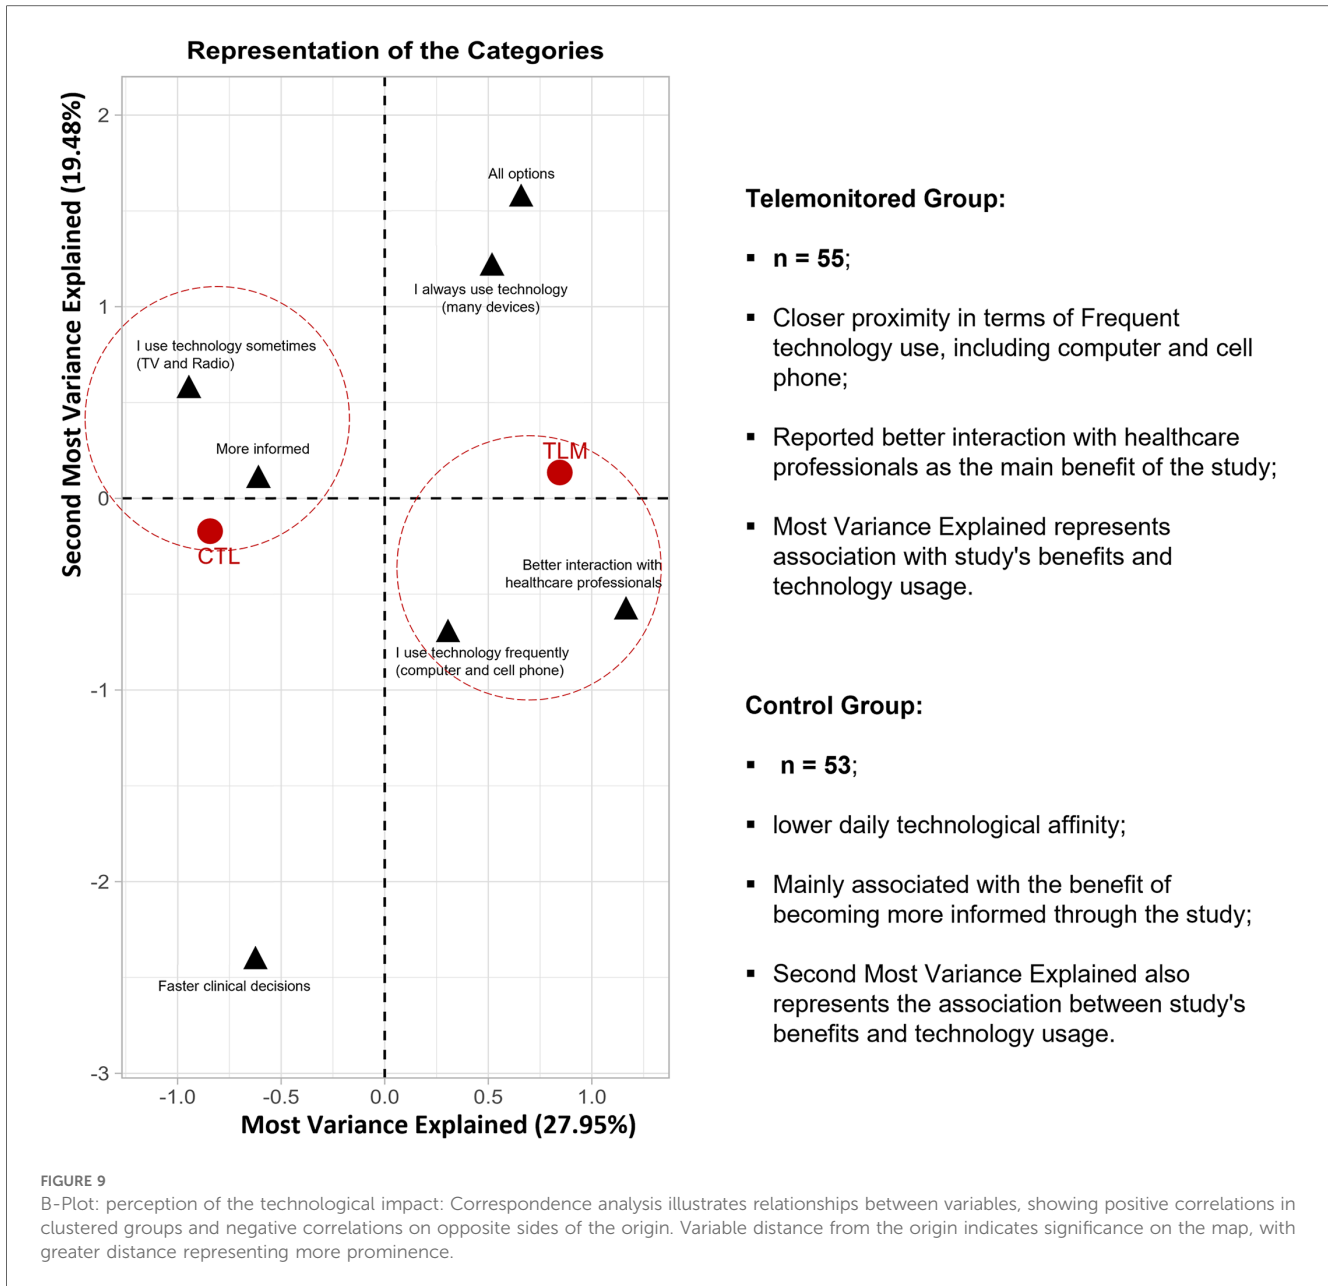 Representation of the Categories
Second Most Variance Explained (19.48%)
2
1
0
-1
-2
-3
All options
I always use technology
(many devices)
I use technology sometimes
(TV and Radio)
More informed
TLM
CTL
Better interaction with
healthcare professionals
I use technology frequently
(computer and cell phone)
Faster clinical decisions
-1.0 -0.5 0.0 0.5 1.0
Most Variance Explained (27.95%)
Telemonitored Group:
▪ n = 55;
▪ Closer proximity in terms of Frequent
technology use, including computer and cell
phone;
▪ Reported better interaction with healthcare
professionals as the main benefit of the study;
▪ Most Variance Explained represents
association with study's benefits and
technology usage.
Control Group:
▪ n = 53;
▪ lower daily technological affinity;
▪ Mainly associated with the benefit of
becoming more informed through the study;
▪ Second Most Variance Explained also
represents the association between study's
benefits and technology usage.
FIGURE 9
B-Plot: perception of the technological impact: Correspondence analysis illustrates relationships between variables, showing positive correlations in
clustered groups and negative correlations on opposite sides of the origin. Variable distance from the origin indicates significance on the map, with
greater distance representing more prominence.